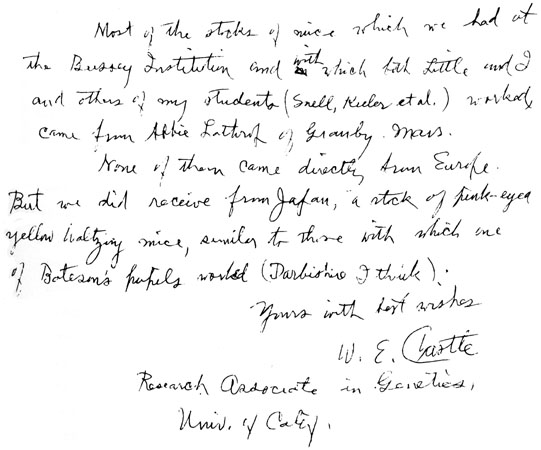 Most of the stocks of mice which we had at
the Bussey Institution and with which both Little and I
and others of my students (Snell, Keeler et al.) worked,
came from Abbie Lathrop of Granby, Mass.
None of them came directly from Europe.
But we did receive from Japan, a stock of pink-eyed
yellow waltzing mice, similar to those with which one
of Bateson's pupils worked (Darbishire I think).
Yours with best wishes
W. E. Castle
Research Associate in Genetics,
Univ. of Calif.